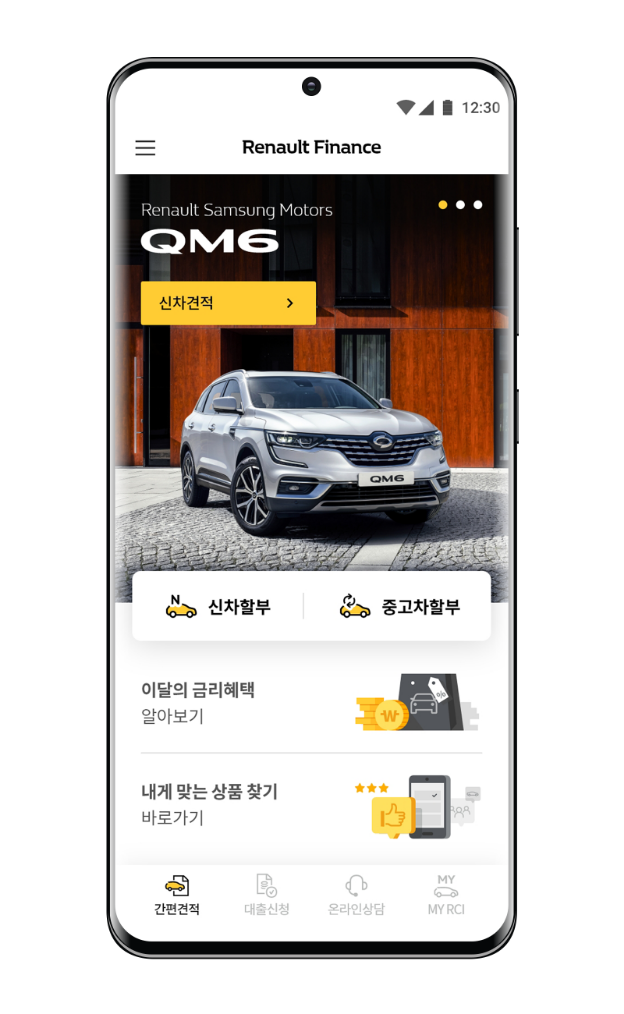 12:30
Renault Finance
Renault Samsung Motors
QM6
신차견적
QM6
N 신차할부
중고차할부
이달의 금리혜택
알아보기
%
₩
내게 맞는 상품 찾기
바로가기
간편견적
대출신청
온라인상담
MY
MY RCI